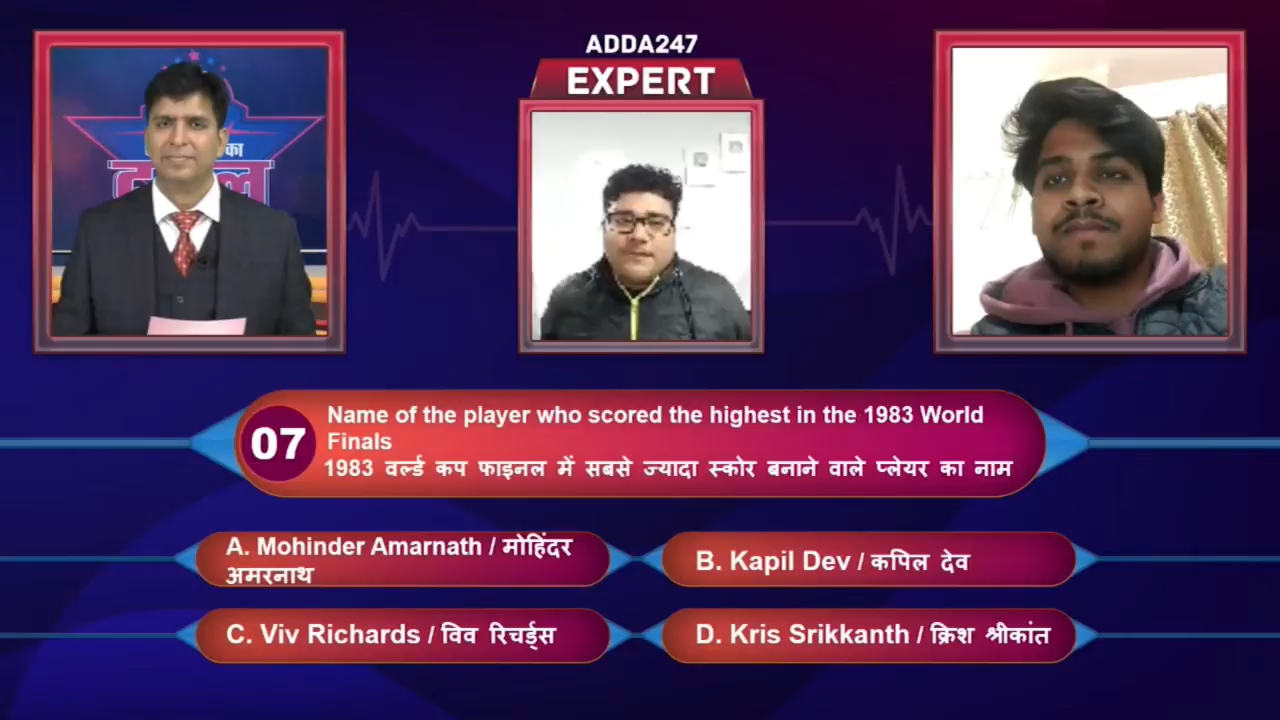 ADDA247
EXPERT
का
07
Name of the player who scored the highest in the 1983 World
Finals
1983 वर्ल्ड कप फाइनल में सबसे ज्यादा स्कोर बनाने वाले प्लेयर का नाम
A. Mohinder Amarnath / मोहिंदर
अमरनाथ
B. Kapil Dev / कपिल देव
C. Viv Richards / विव रिचर्ड्स
D. Kris Srikkanth / क्रिश श्रीकांत